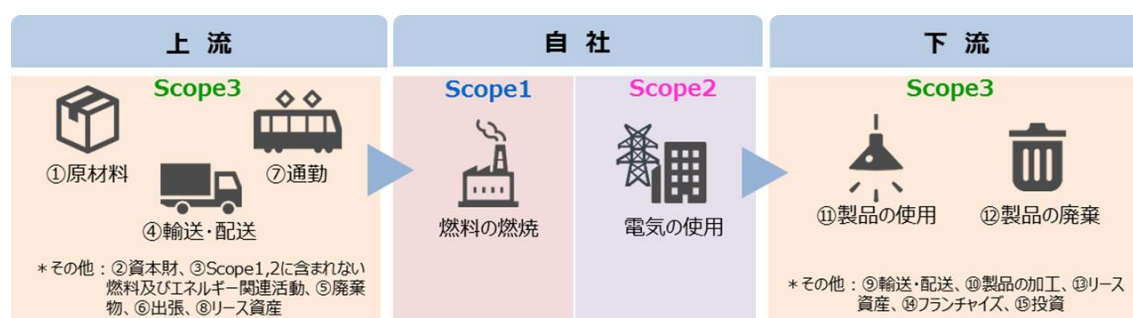 上 流
Scope3
①原材料
⑦通勤
④輸送・配送
＊その他：②資本財、③Scope1,2に含まれない
燃料及びエネルギー関連活動、⑤廃棄
物、⑥出張、⑧リース資産
自 社
Scope1
燃料の燃焼
Scope2
電気の使用
下 流
Scope3
⑪製品の使用
⑫製品の廃棄
＊その他：⑨輸送・配送、⑩製品の加工、⑬リース
資産、⑭フランチャイズ、⑮投資